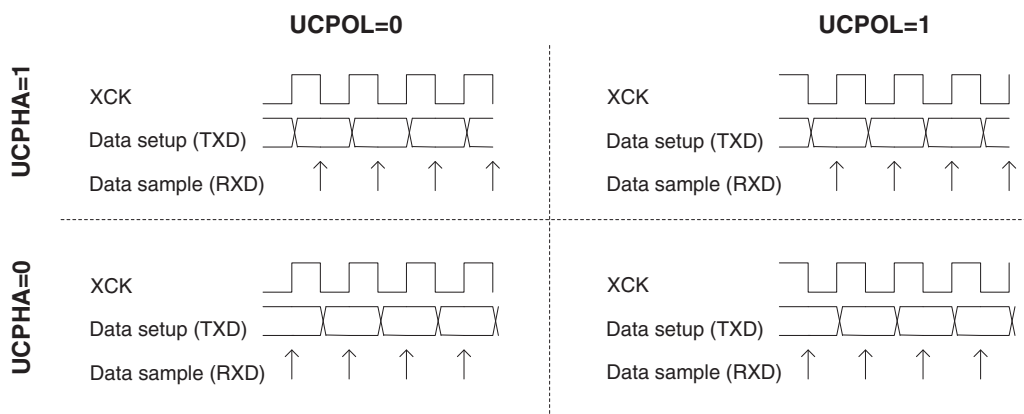 UCPOL=0
UCPOL=1
UCPHA=1
XCK
Data setup (TXD)
Data sample (RXD)
XCK
Data setup (TXD)
Data sample (RXD)
UCPHA=0
XCK
Data setup (TXD)
Data sample (RXD)
XCK
Data setup (TXD)
Data sample (RXD)